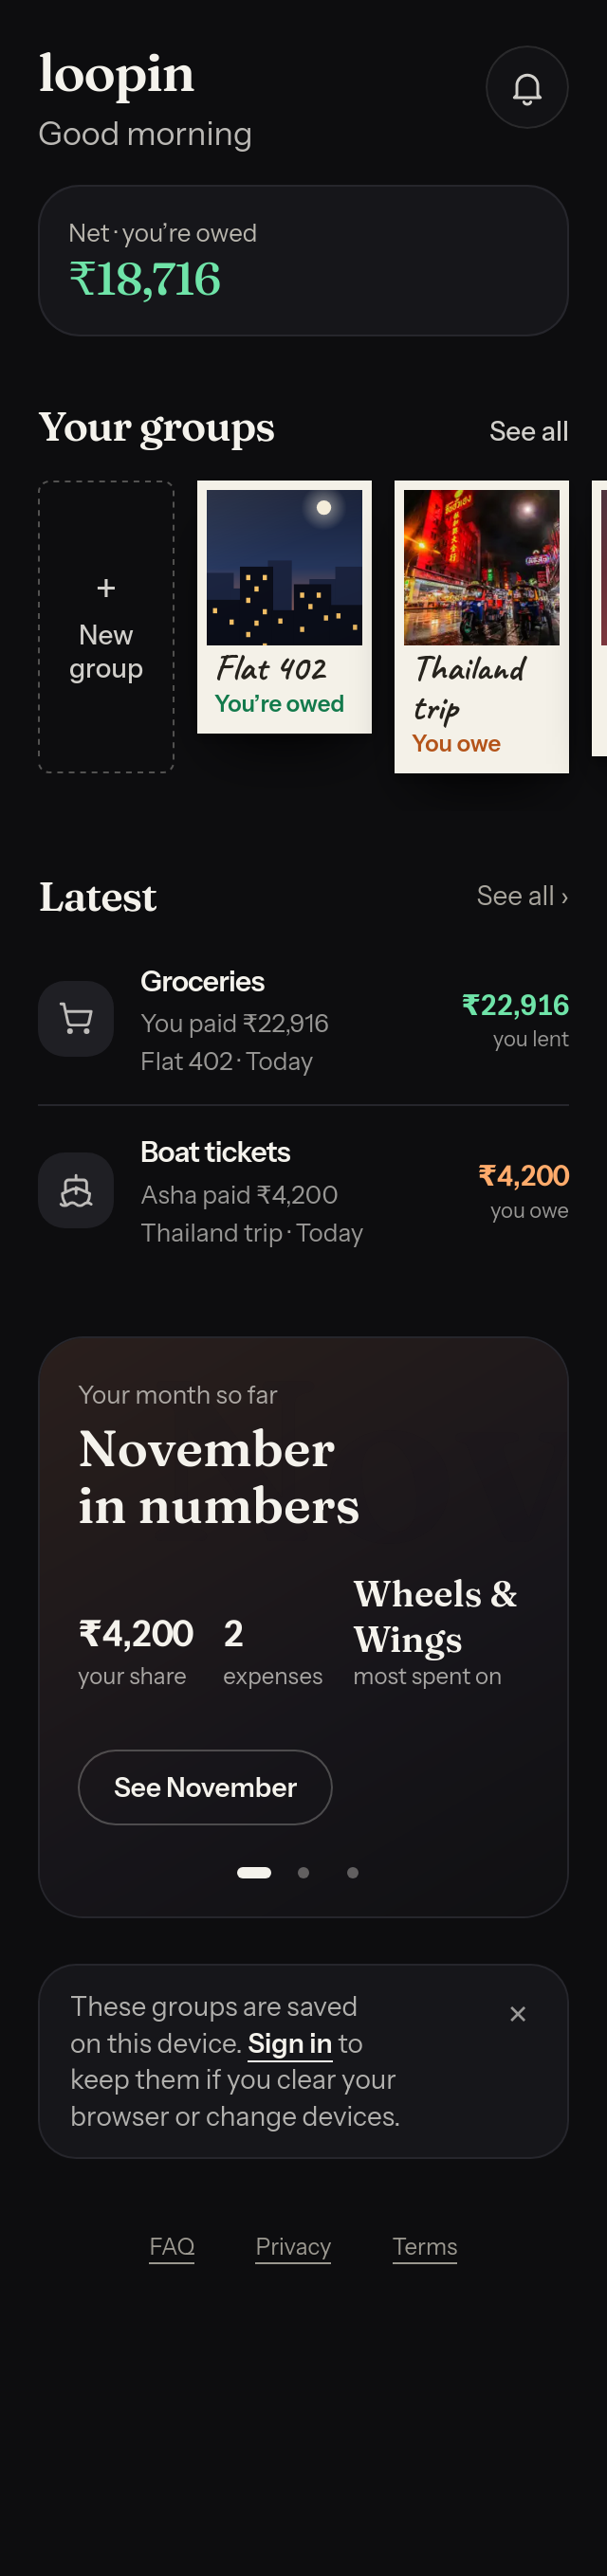 loopin
Good morning
Net · you’re owed
₹18,716
Your groups
See all
+
New
group
Flat 402
You’re owed
Thailand
trip
You owe
Latest
See all ›
Groceries
You paid ₹22,916
Flat 402 · Today
₹22,916
you lent
Boat tickets
Asha paid ₹4,200
Thailand trip · Today
₹4,200
you owe
Your month so far
November
in numbers
₹4,200
your share
2
expenses
Wheels &
Wings
most spent on
See November
These groups are saved
on this device. Sign in to
keep them if you clear your
browser or change devices.
×
FAQ
Privacy
Terms